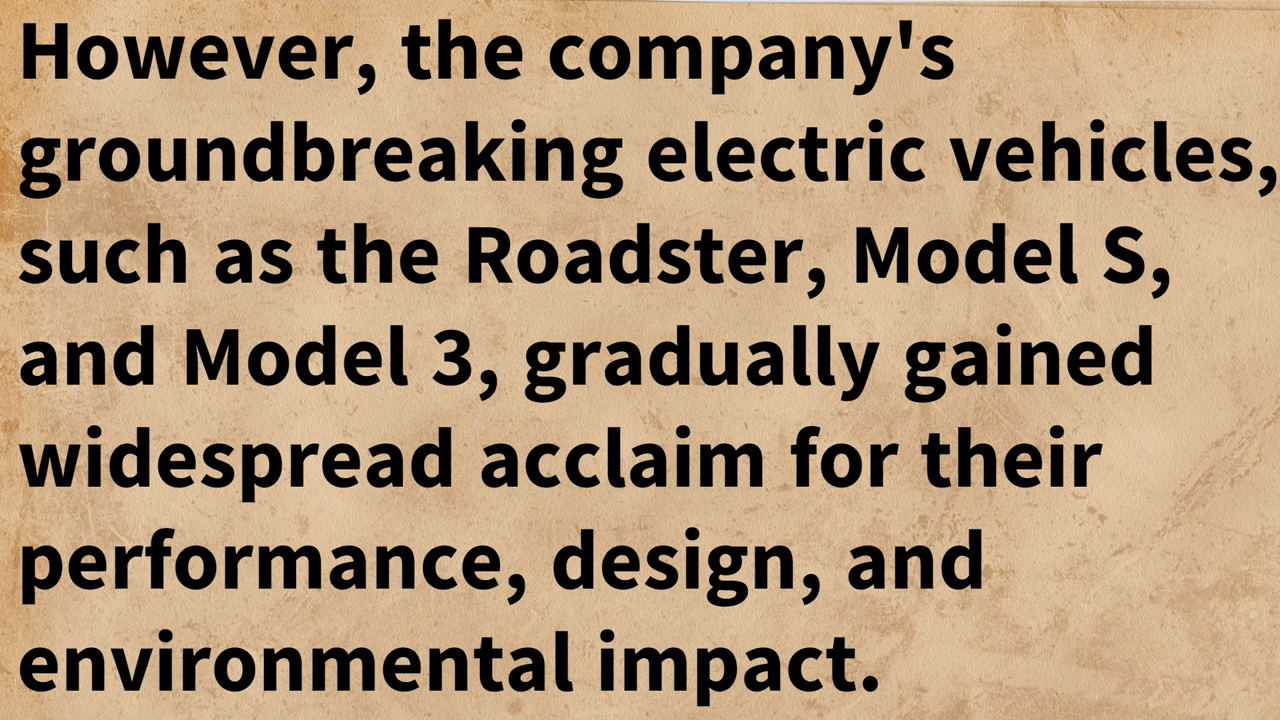 However, the company's
groundbreaking electric vehicles,
such as the Roadster, Model S,
and Model 3, gradually gained
widespread acclaim for their
performance, design, and
environmental impact.